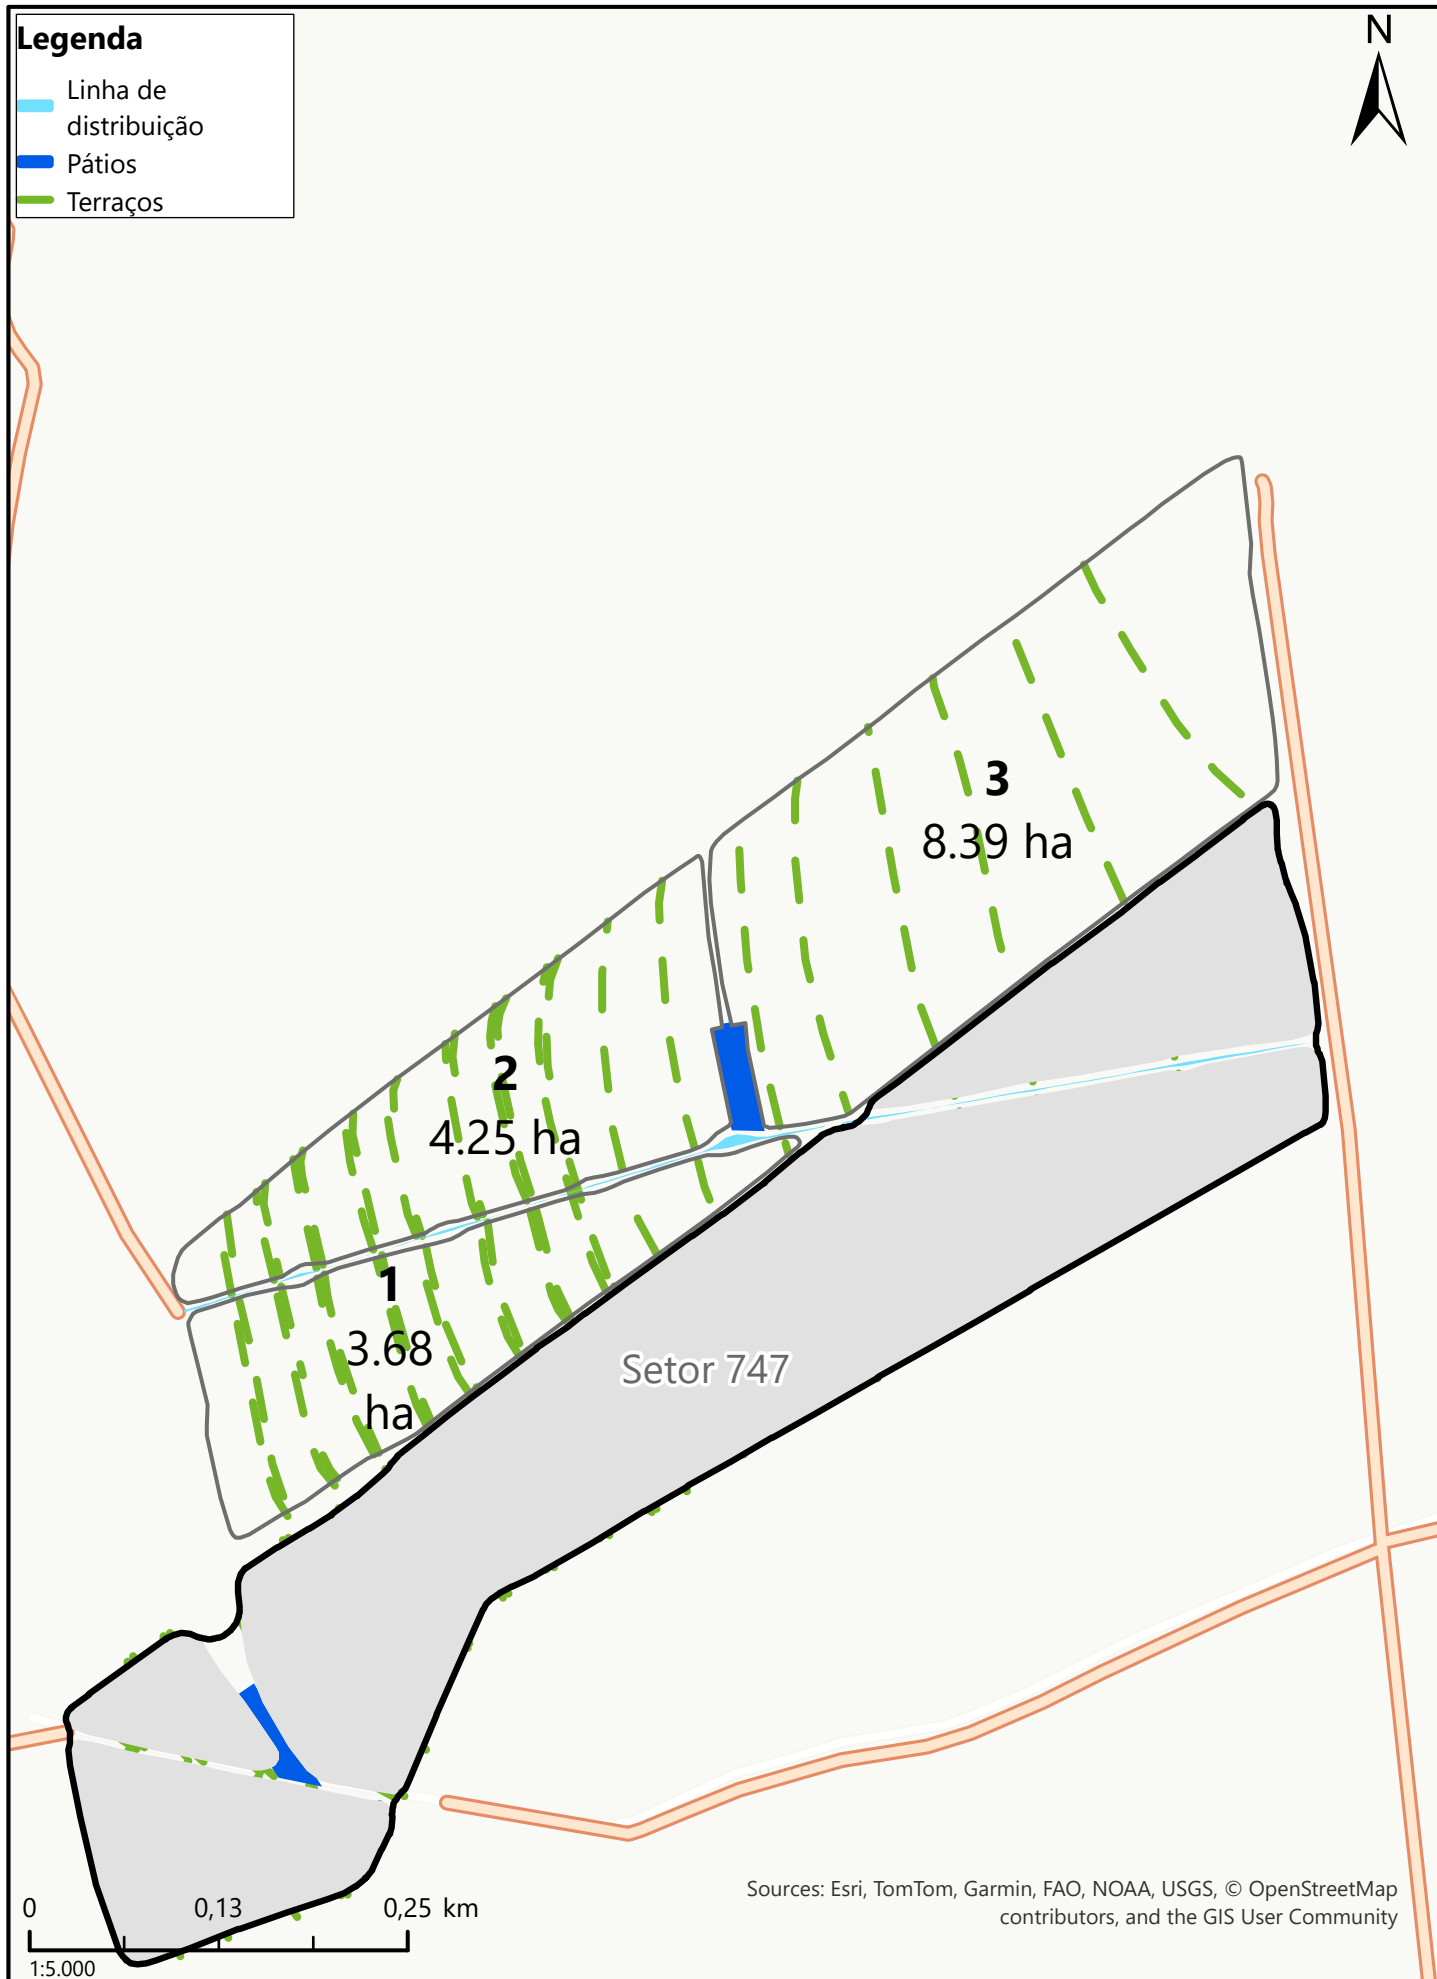 Legenda
Linha de
distribuição
Pátios
Terraços
N
3
8.39 ha
2
4.25 ha
1
3.68
ha
Setor 747
0 0,13 0,25 km
1:5.000
Sources: Esri, TomTom, Garmin, FAO, NOAA, USGS, © OpenStreetMap
contributors, and the GIS User Community